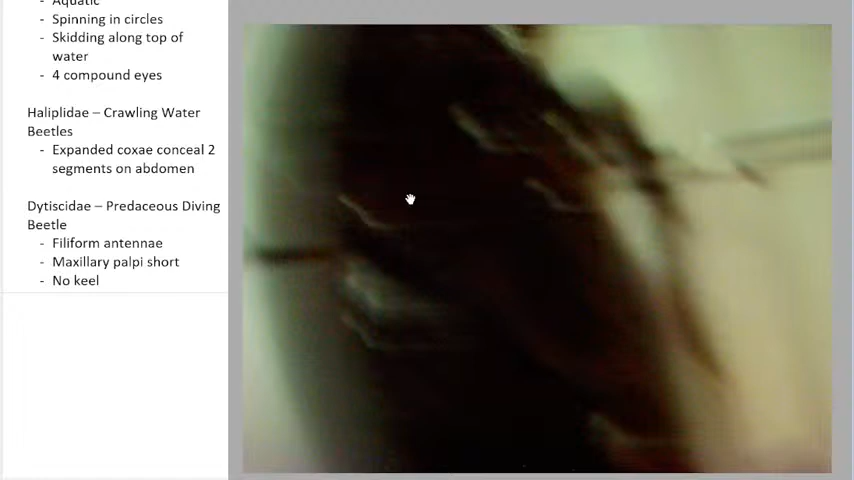 Aquatic
- Spinning in circles
- Skidding along top of
water
- 4 compound eyes
Haliplidae – Crawling Water
Beetles
- Expanded coxae conceal 2
segments on abdomen
Dytiscidae – Predaceous Diving
Beetle
- Filiform antennae
- Maxillary palpi short
- No keel